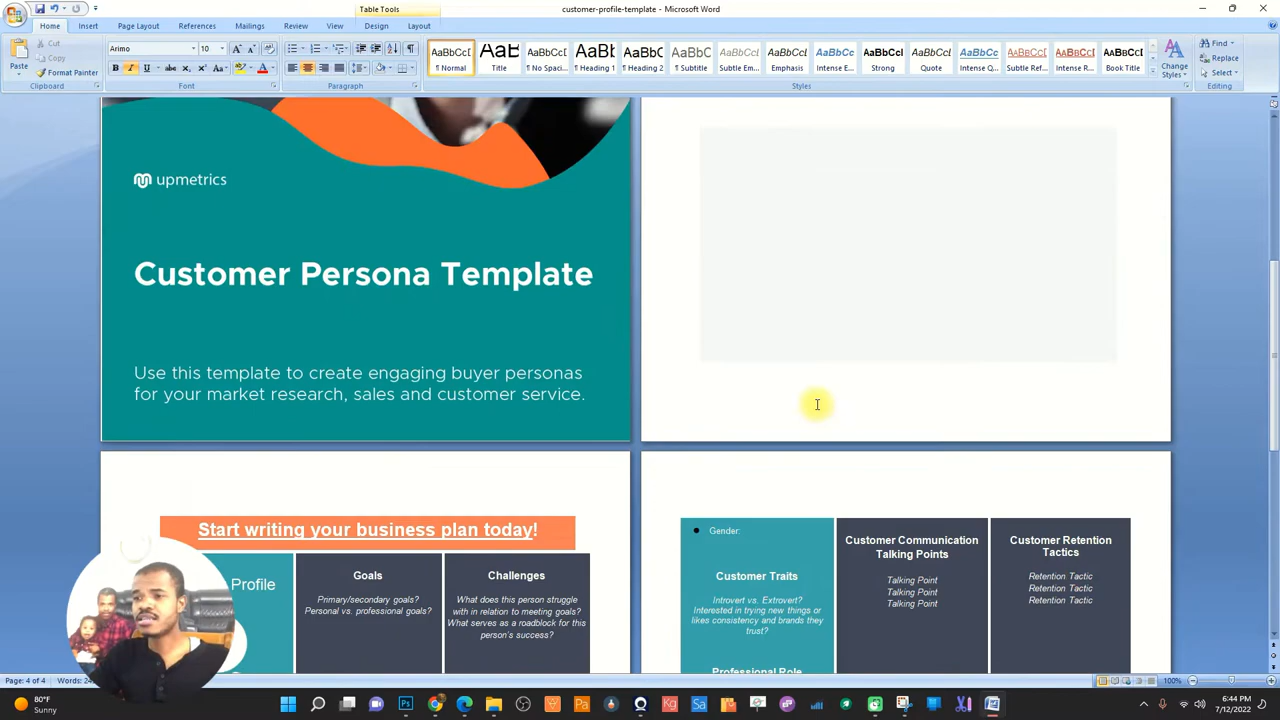 Table Tools
customer-profile-template - Microsoft Word
Home
Insert
Page Layout
References
Mailings
Review
View
Design
Layout
Cut
Copy
Format Painter
Paste
Clipboard
Arimo
10
Font
Paragraph
AaBbCcI
¶ Normal
AaB
Title
AaBbCcI
¶ No Spaci...
AaBb
¶ Heading 1
AaBbC
¶ Heading 2
AaBbCc
¶ Subtitle
AaBbCcL
Subtle Em...
AaBbCcL
Emphasis
AaBbCc
Intense E...
AaBbCcI
Strong
AaBbCcI
Quote
AaBbCcL
Intense Q...
AaBbCcI
Subtle Ref...
AaBbCcI
Intense R...
AaBbCcI
Book Title
Change
Styles
Styles
Find
Replace
Select
Editing
upmetrics
Customer Persona Template
Use this template to create engaging buyer personas
for your market research, sales and customer service.
Start writing your business plan today!
Profile
Goals
Primary/secondary goals?
Personal vs. professional goals?
Challenges
What does this person struggle
with in relation to meeting goals?
What serves as a roadblock for this
person's success?
Gender:
Customer Traits
Introvert vs. Extrovert?
Interested in trying new things or
likes consistency and brands they
trust?
Professional Role
Customer Communication
Talking Points
Talking Point
Talking Point
Talking Point
Customer Retention
Tactics
Retention Tactic
Retention Tactic
Retention Tactic
Page: 4 of 4
Words: 24
100%
80°F
Sunny
6:44 PM
7/12/2022